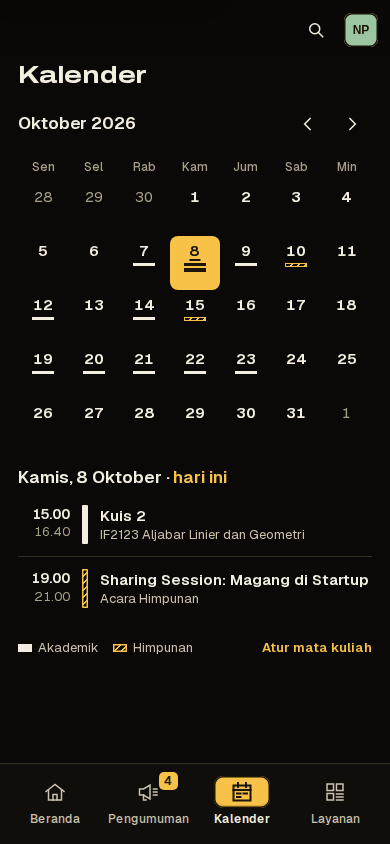 NP
Kalender
Oktober 2026
Sen Sel Rab Kam Jum Sab Min
28 29 30 1 2 3 4
5 6 7 8 9 10 11
12 13 14 15 16 17 18
19 20 21 22 23 24 25
26 27 28 29 30 31 1
Kamis, 8 Oktober · hari ini
15.00 Kuis 2
16.40 IF2123 Aljabar Linier dan Geometri
19.00 Sharing Session: Magang di Startup
21.00 Acara Himpunan
Akademik Himpunan Atur mata kuliah
4
Beranda Pengumuman Kalender Layanan